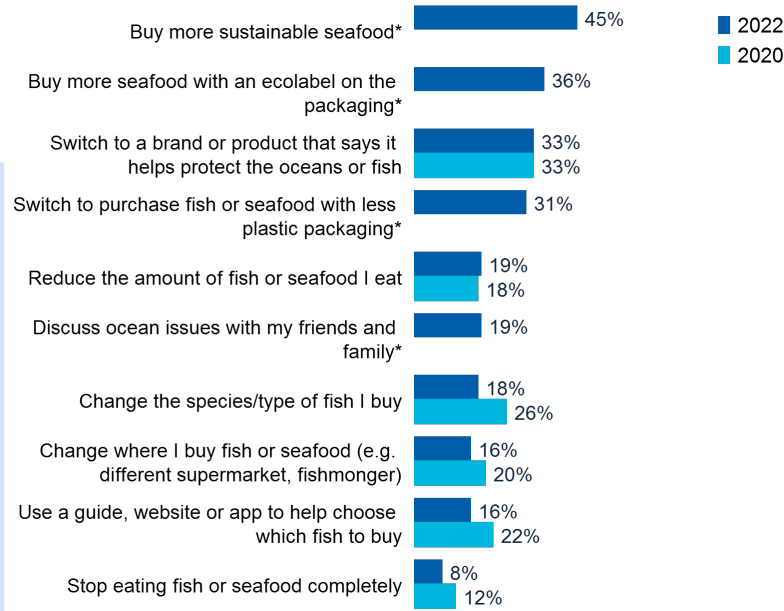 Buy more sustainable seafood*
45%
2022
2020
Buy more seafood with an ecolabel on the
packaging*
36%
Switch to a brand or product that says it
helps protect the oceans or fish
33%
33%
Switch to purchase fish or seafood with less
plastic packaging*
31%
Reduce the amount of fish or seafood I eat
19%
18%
Discuss ocean issues with my friends and
family*
19%
Change the species/type of fish I buy
18%
26%
Change where I buy fish or seafood (e.g.
different supermarket, fishmonger)
16%
20%
Use a guide, website or app to help choose
which fish to buy
16%
22%
Stop eating fish or seafood completely
8%
12%